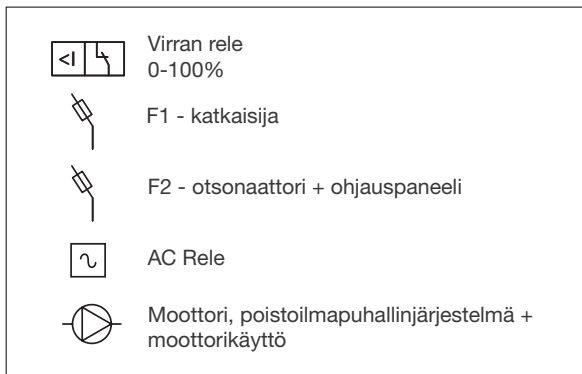 <I
Virran rele
0-100%
F1 - katkaisija
F2 - otsonaattori + ohjauspaneeli
AC Rele
Moottori, poistoilmapuhallinjärjestelmä +
moottorikäyttö